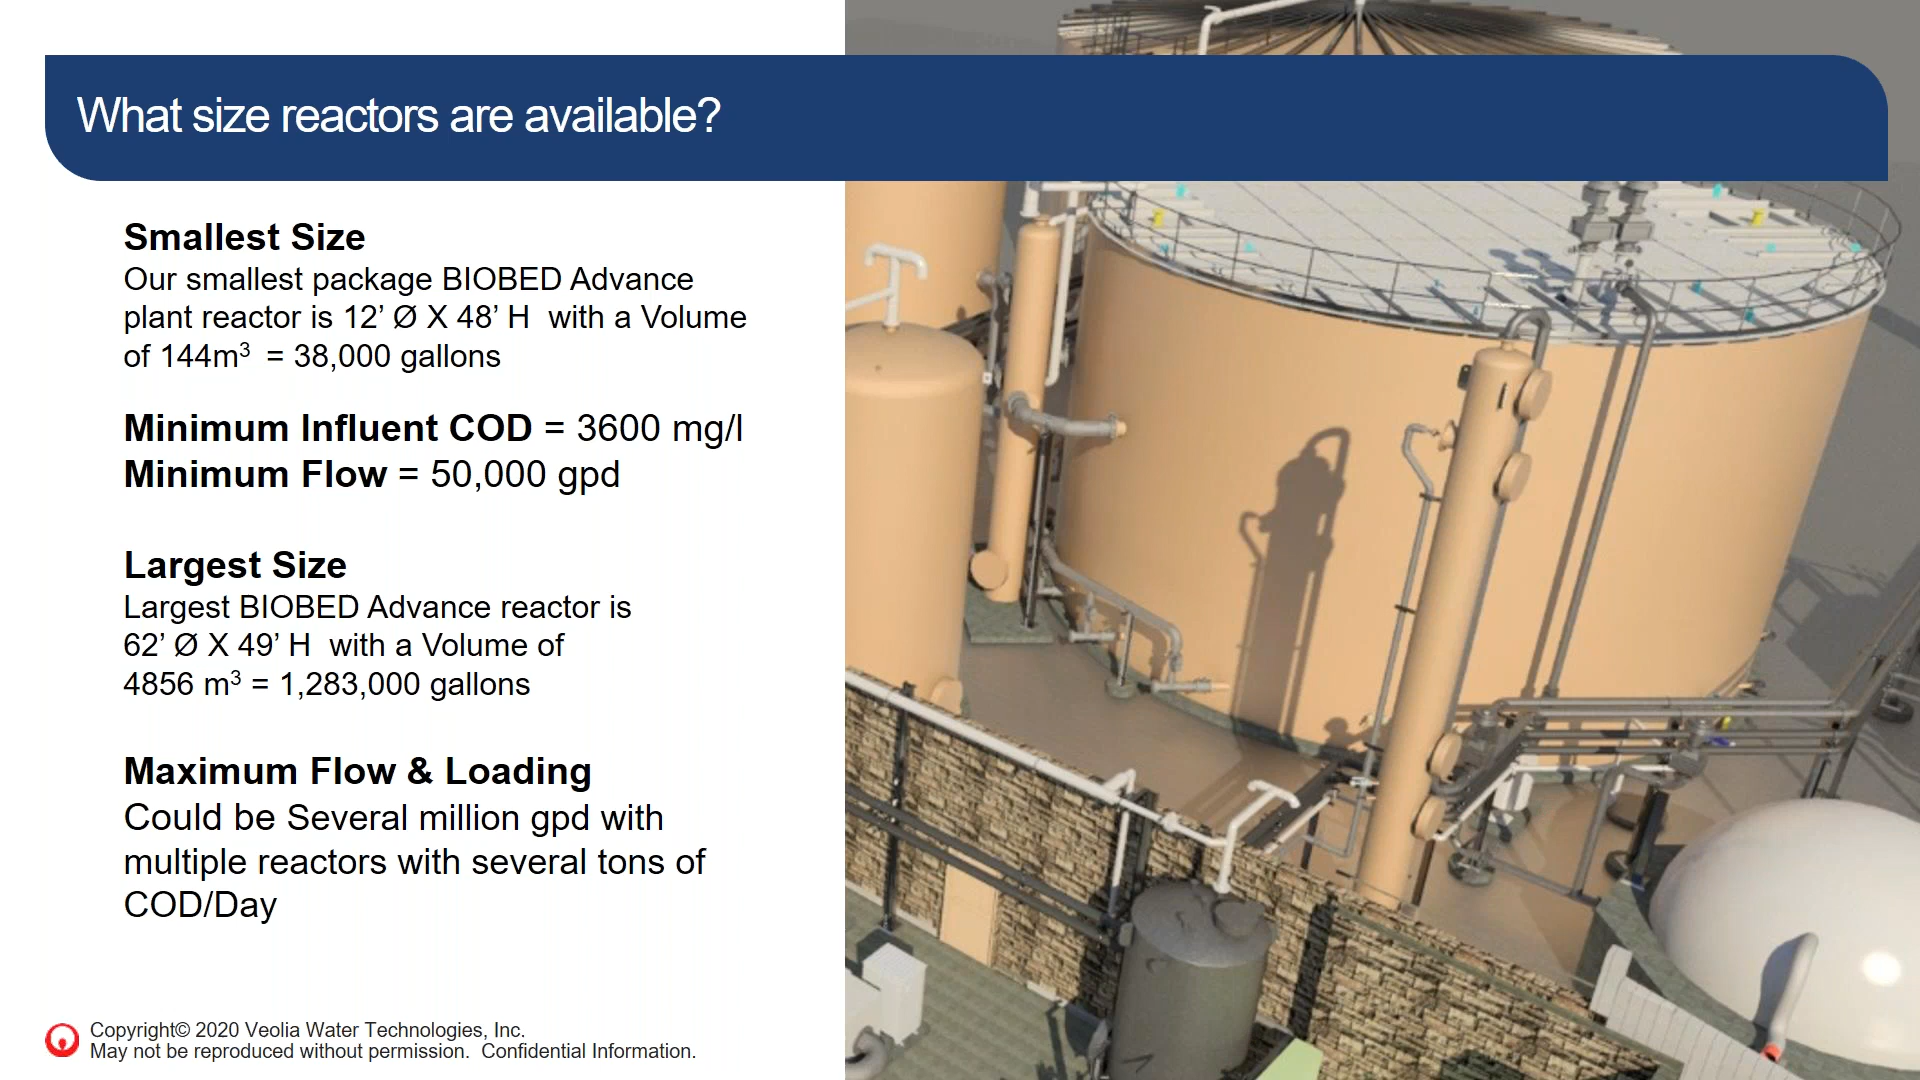 What size reactors are available?
Smallest Size
Our smallest package BIOBED Advance
plant reactor is 12’ Ø X 48’ H  with a Volume
of 144m³  = 38,000 gallons
Minimum Influent COD = 3600 mg/l
Minimum Flow = 50,000 gpd
Largest Size
Largest BIOBED Advance reactor is
62’ Ø X 49’ H  with a Volume of
4856 m³ = 1,283,000 gallons
Maximum Flow & Loading
Could be Several million gpd with
multiple reactors with several tons of
COD/Day
Copyright© 2020 Veolia Water Technologies, Inc.
May not be reproduced without permission.  Confidential Information.